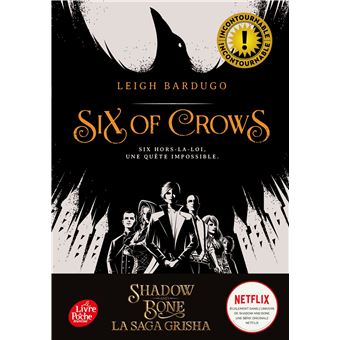 INCONTOURNABLE
!
INCONTOURNABLE
LEIGH BARDUGO
SIX OF CROWS
SIX HORS-LA-LOI,
UNE QUÊTE IMPOSSIBLE.
SHADOW
AND
BONE
LA SAGA GRISHA
Le Livre
de Poche
JEUNESSE
NETFLIX
ÉGALEMENT DANS L'UNIVERS
DE SHADOW AND BONE,
UNE SÉRIE ORIGINALE
NETFLIX